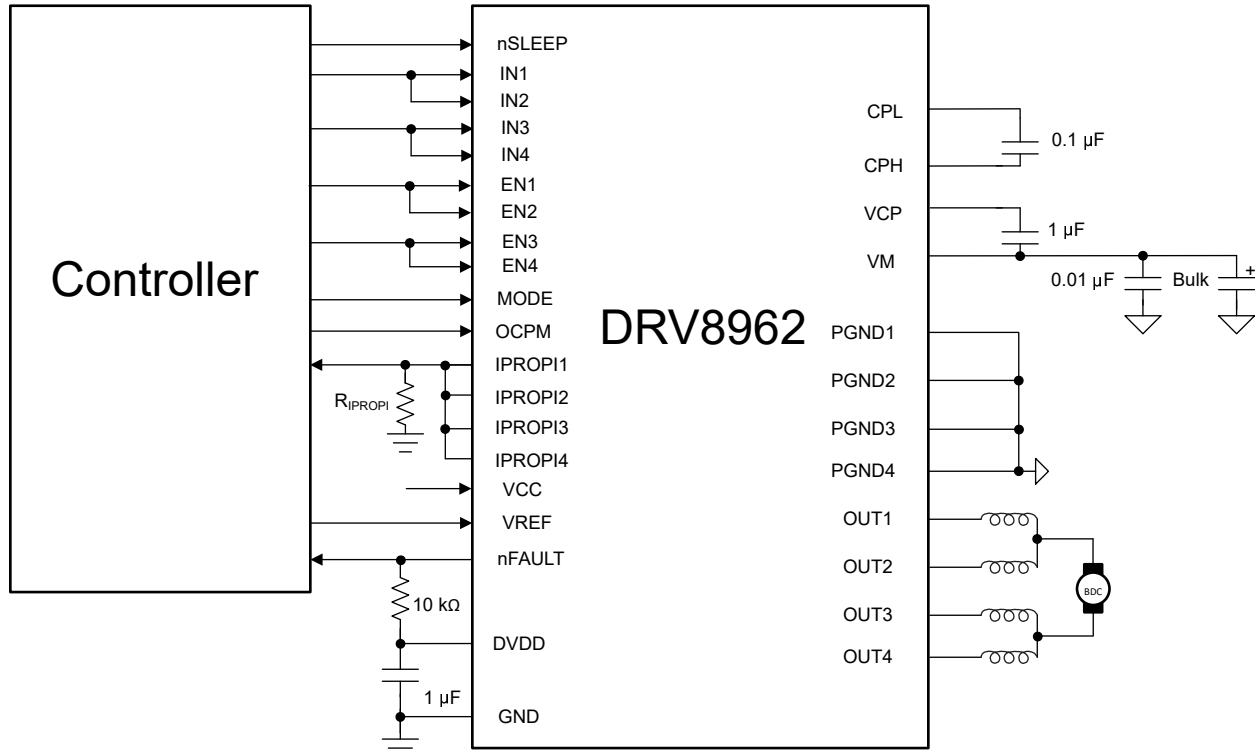 Controller
DRV8962
nSLEEP
IN1
IN2
IN3
IN4
EN1
EN2
EN3
EN4
MODE
OCPM
IPROPI1
IPROPI2
IPROPI3
IPROPI4
VCC
VREF
nFAULT
DVDD
GND
RIPROPI
10 kΩ
1 µF
CPL
CPH
VCP
VM
PGND1
PGND2
PGND3
PGND4
OUT1
OUT2
OUT3
OUT4
0.1 µF
1 µF
0.01 µF
Bulk
+
BDC